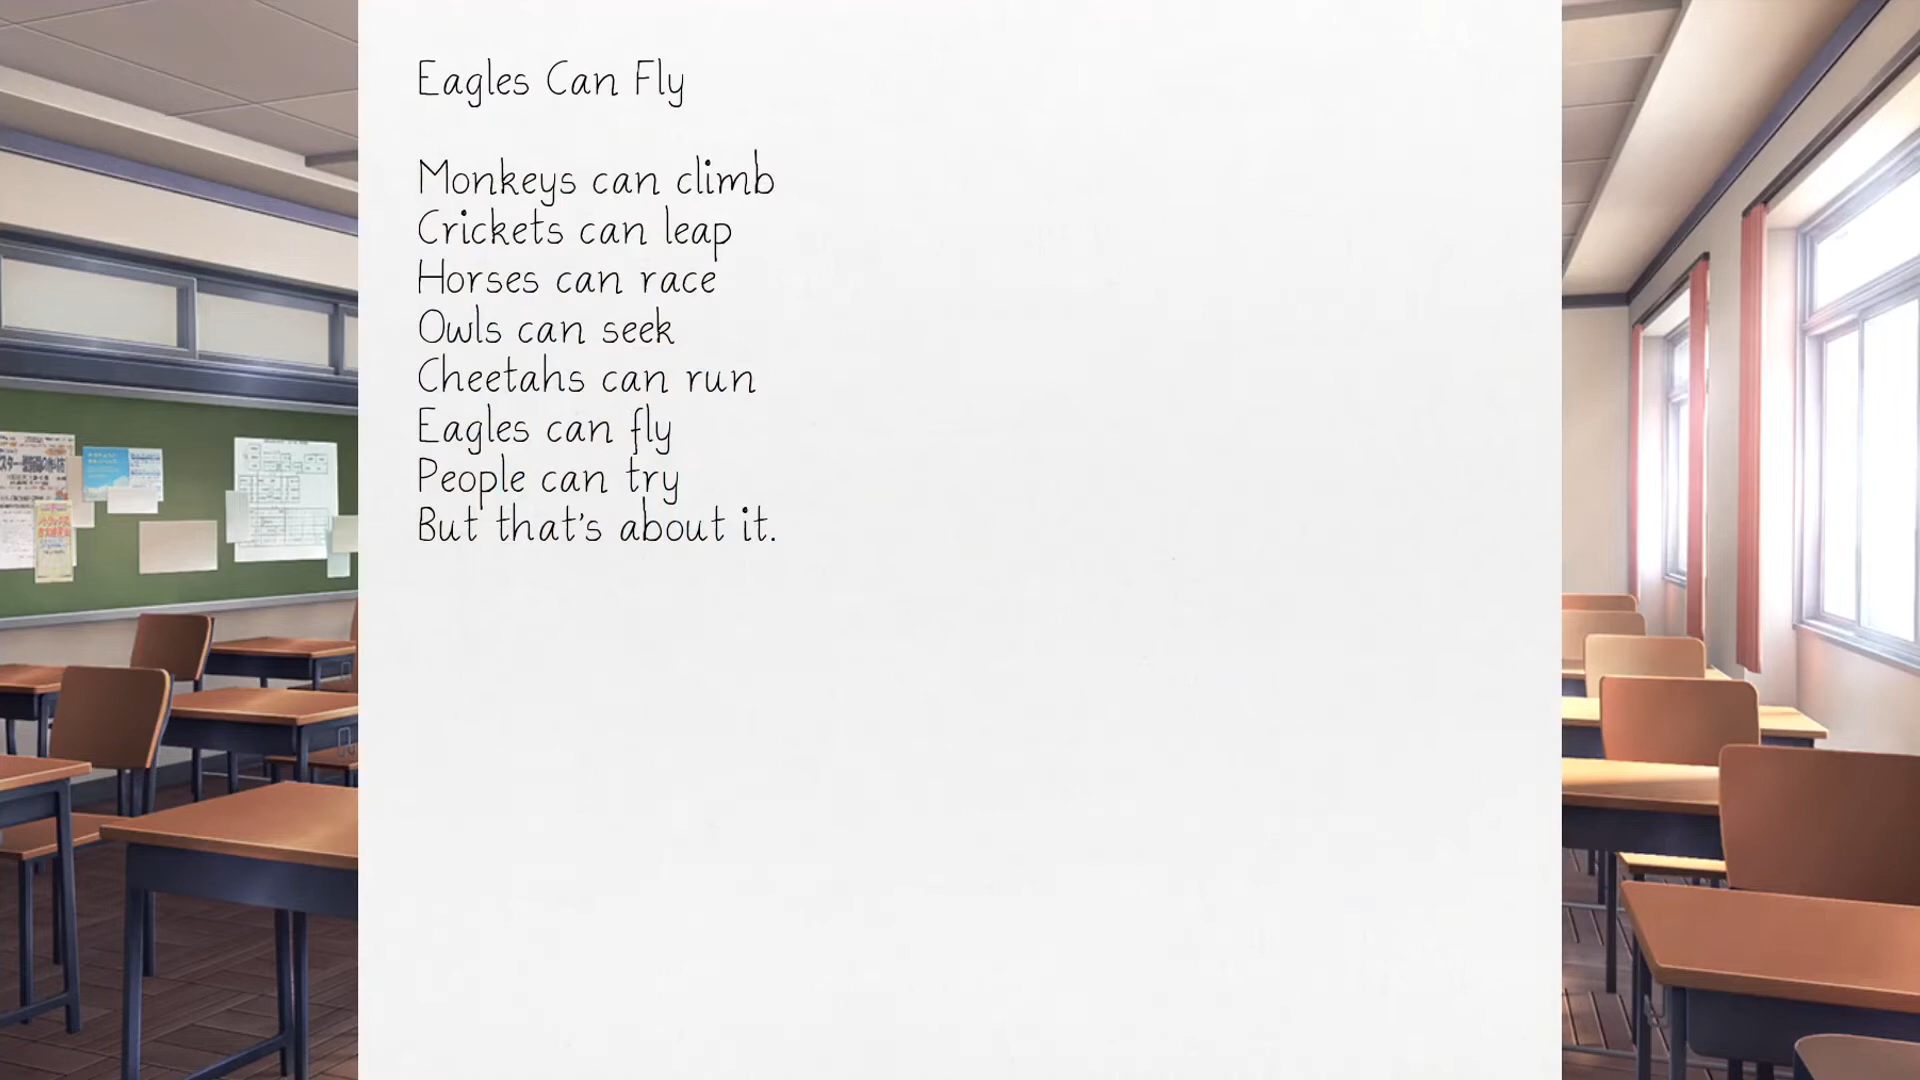 Eagles Can Fly
Monkeys can climb
Crickets can leap
Horses can race
Owls can seek
Cheetahs can run
Eagles can fly
People can try
But that's about it.